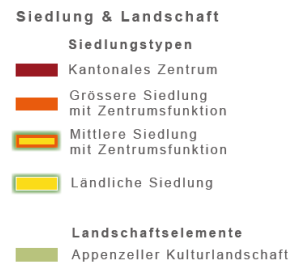 Siedlung & Landschaft
Siedlungstypen
Kantonales Zentrum
Grössere Siedlung
mit Zentrumsfunktion
Mittlere Siedlung
mit Zentrumsfunktion
Ländliche Siedlung
Landschaftselemente
Appenzeller Kulturlandschaft